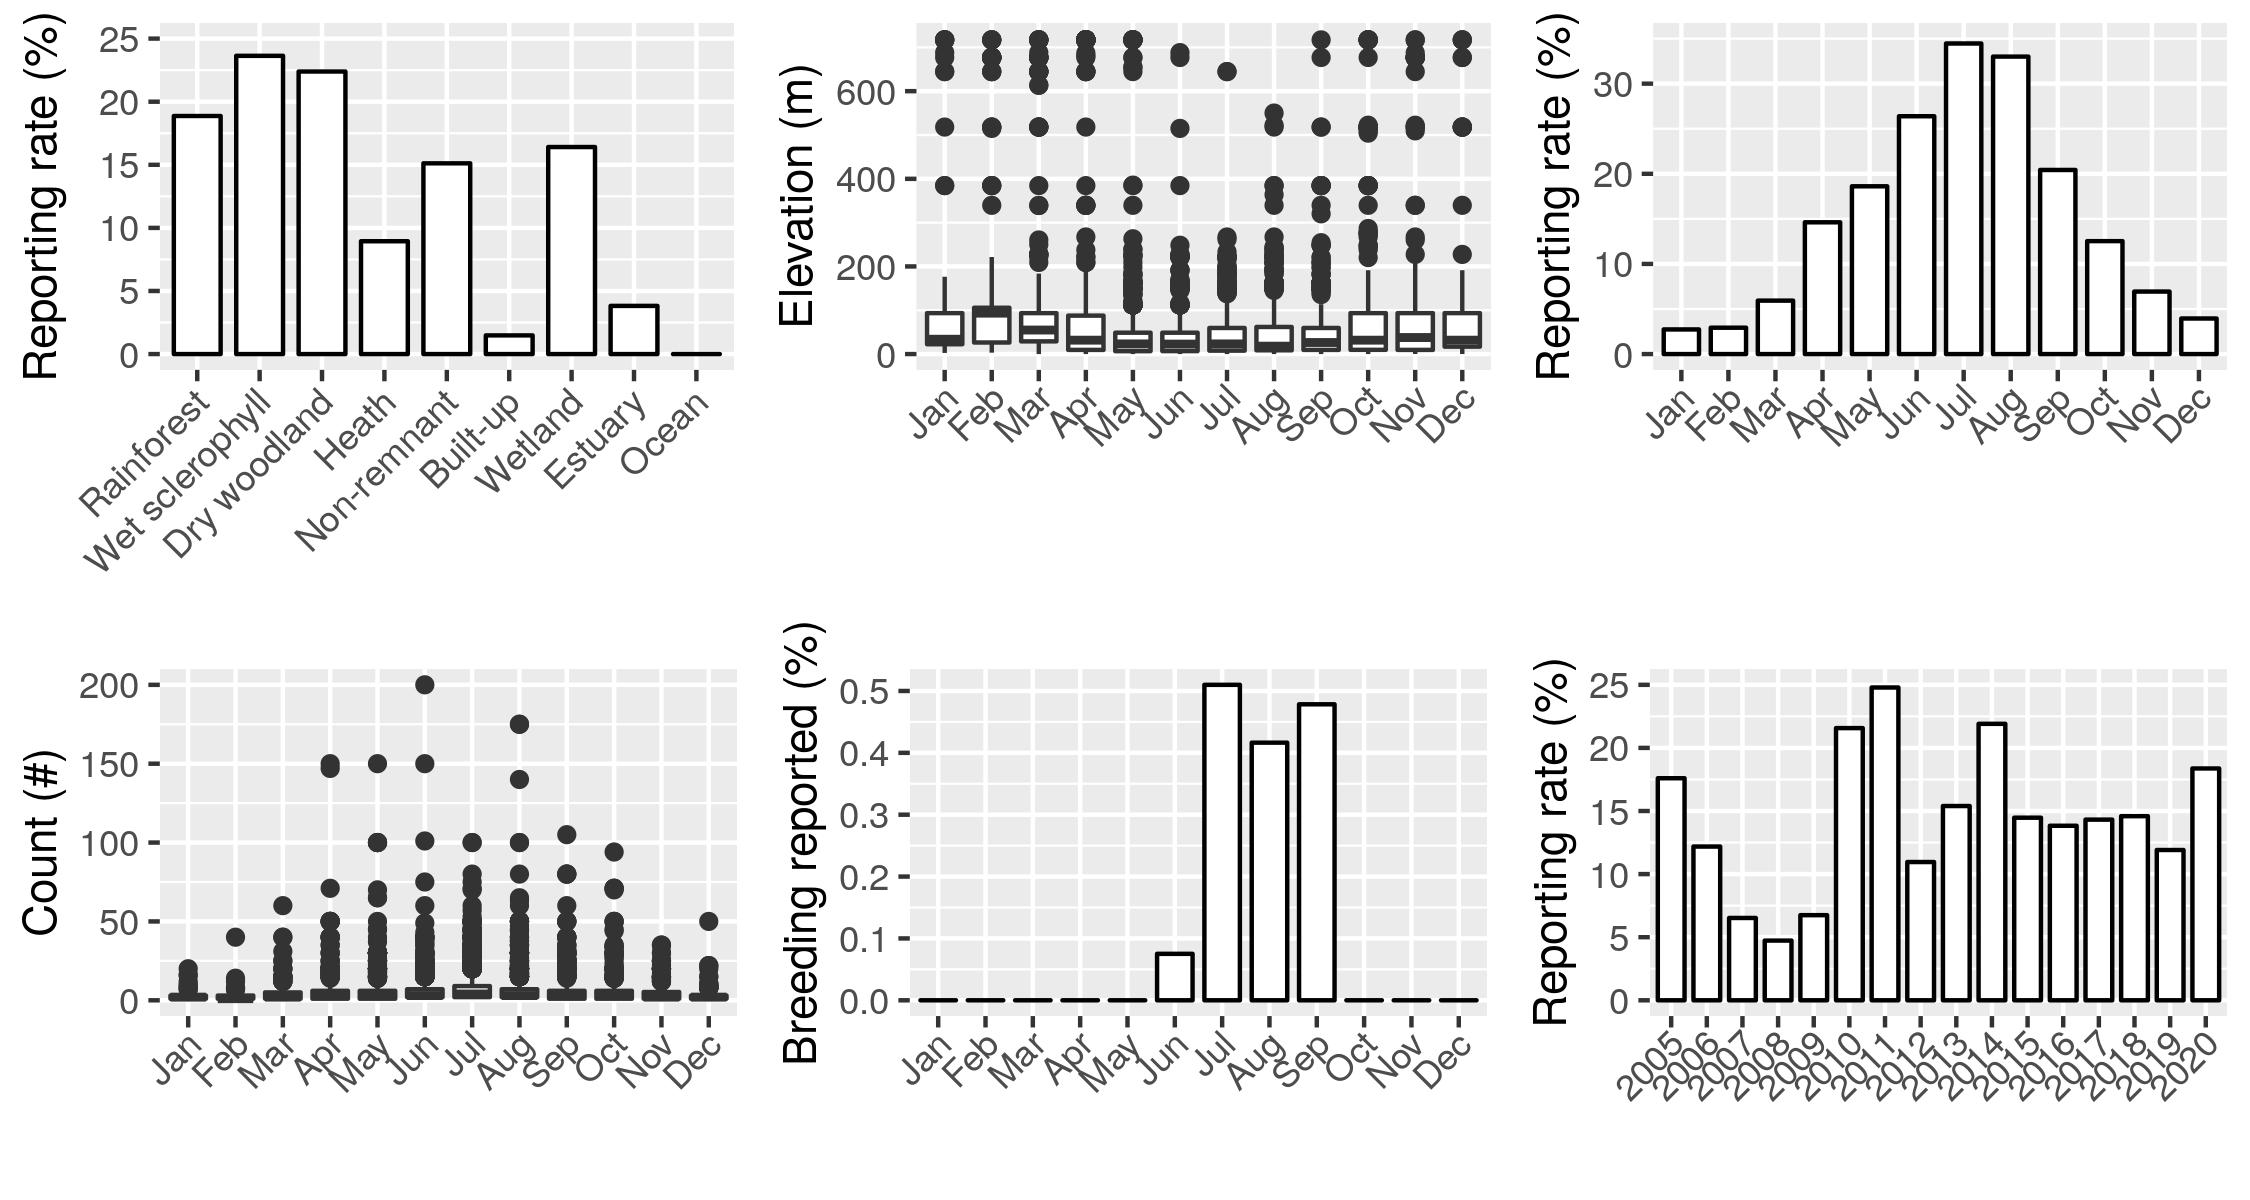 Reporting rate (%)
25
20
15
10
5
0
Rainforest
Wet sclerophyll
Dry woodland
Heath
Non-remnant
Built-up
Wetland
Estuary
Ocean
Elevation (m)
600
400
200
0
Jan
Feb
Mar
Apr
May
Jun
Jul
Aug
Sep
Oct
Nov
Dec
Reporting rate (%)
30
20
10
0
Jan
Feb
Mar
Apr
May
Jun
Jul
Aug
Sep
Oct
Nov
Dec
Count (#)
200
150
100
50
0
Jan
Feb
Mar
Apr
May
Jun
Jul
Aug
Sep
Oct
Nov
Dec
Breeding reported (%)
0.5
0.4
0.3
0.2
0.1
0.0
Jan
Feb
Mar
Apr
May
Jun
Jul
Aug
Sep
Oct
Nov
Dec
Reporting rate (%)
25
20
15
10
5
0
2005
2006
2007
2008
2009
2010
2011
2012
2013
2014
2015
2016
2017
2018
2019
2020